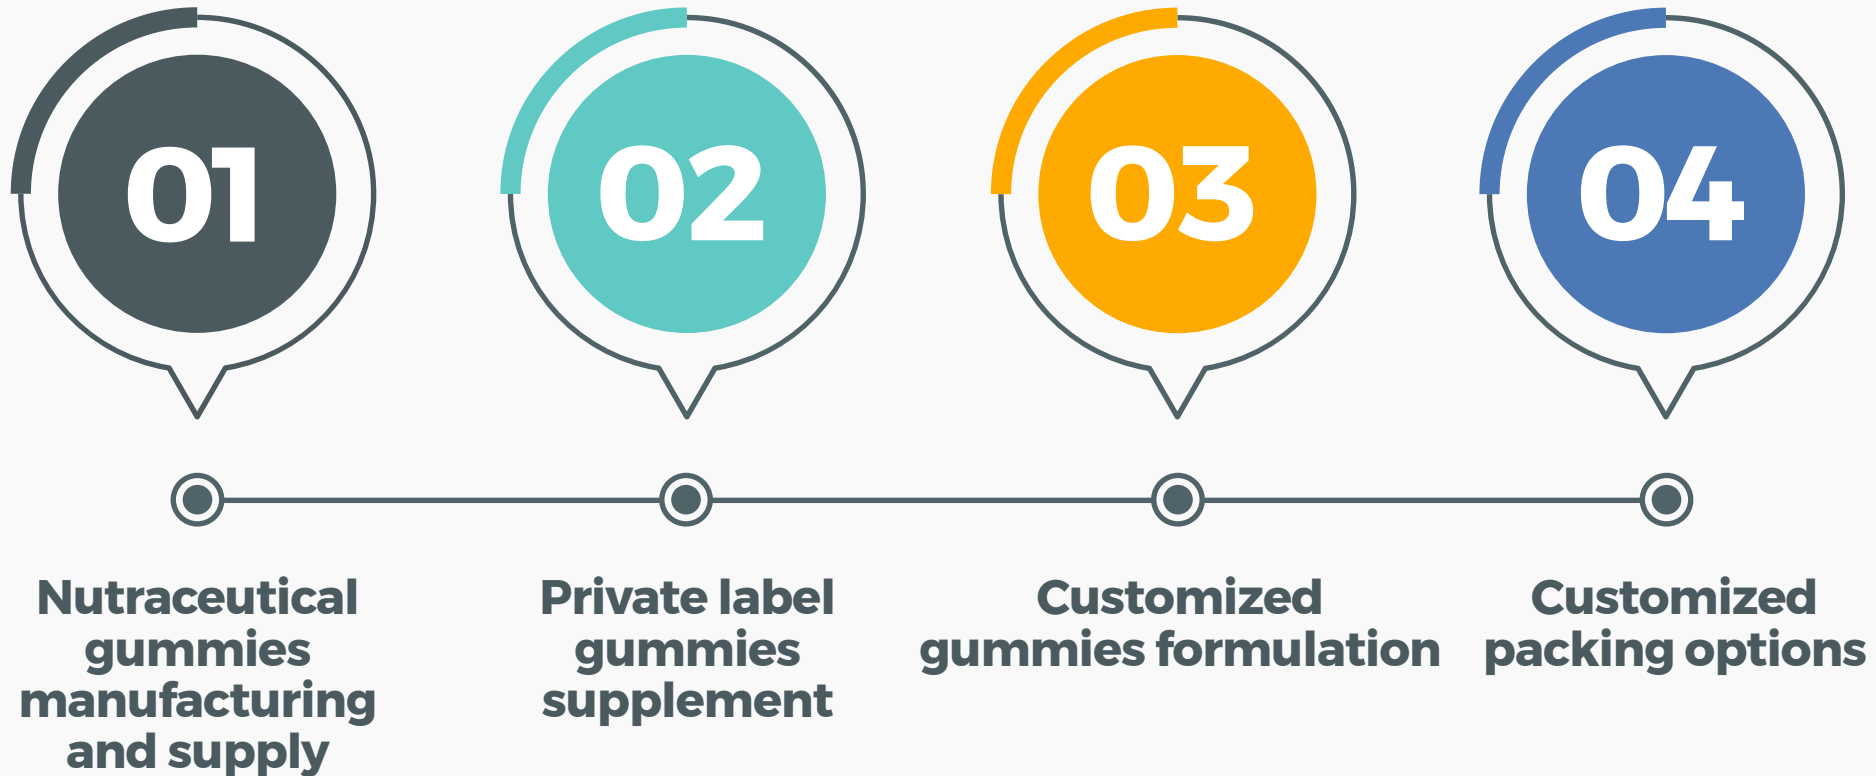 01
02
03
04
Nutraceutical
gummies
manufacturing
and supply
Private label
gummies
supplement
Customized
gummies formulation
Customized
packing options